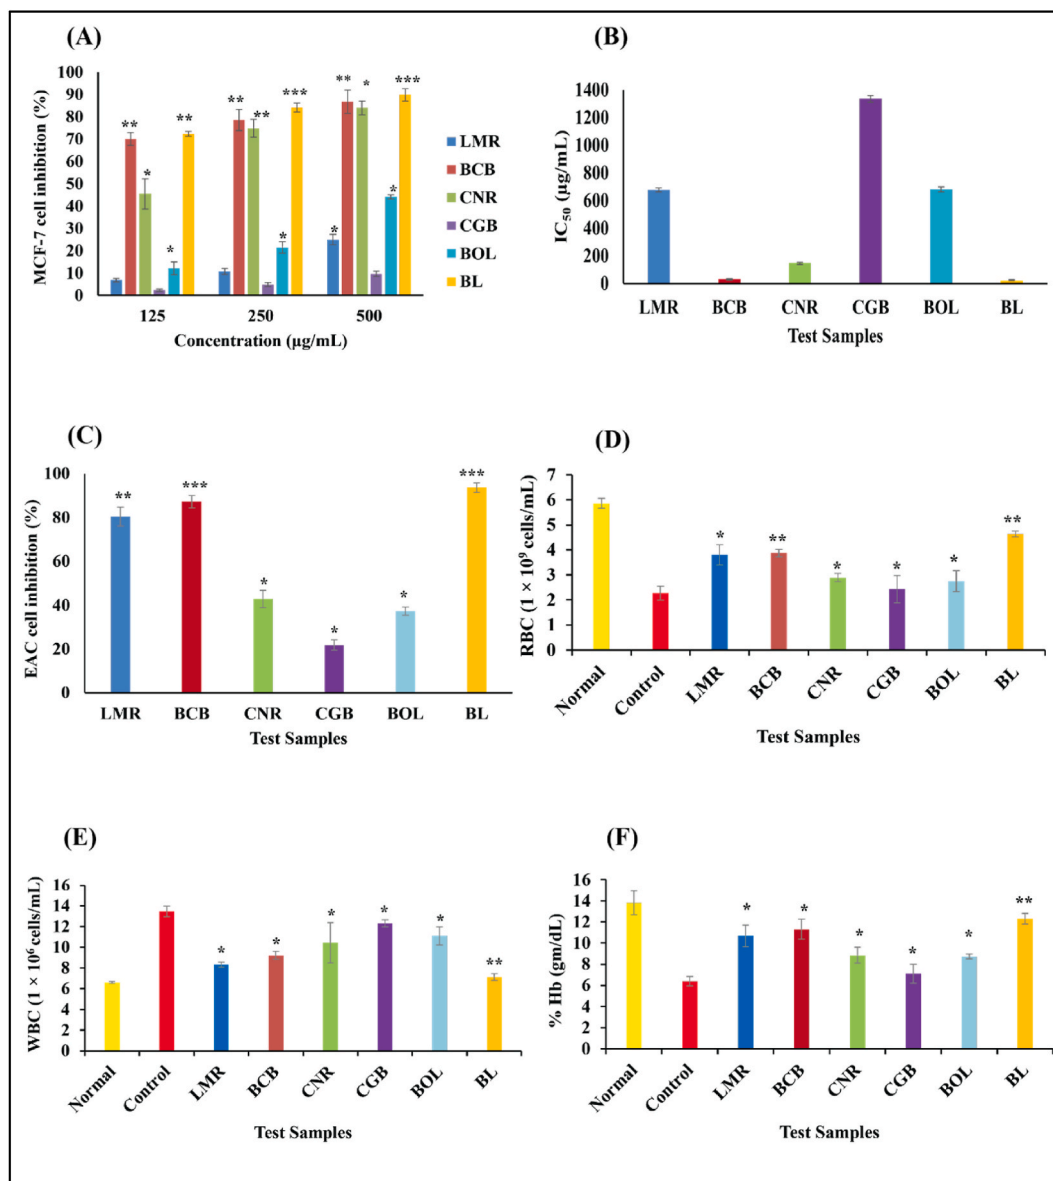 (A)
MCF-7 cell inhibition (%)
100
90
80
70
60
50
40
30
20
10
0
** * * **
** ** * ***
* ** * * ***
125 250 500
Concentration (µg/mL)
LMR
BCB
CNR
CGB
BOL
BL
(B)
IC50 (µg/mL)
1400
1200
1000
800
600
400
200
0
LMR BCB CNR CGB BOL BL
Test Samples
(C)
EAC cell inhibition (%)
100
80
60
40
20
0
** *** * * * ***
LMR BCB CNR CGB BOL BL
Test Samples
(D)
RBC (1 × 10⁹ cells/mL)
7
6
5
4
3
2
1
0
* ** * * * **
Normal Control LMR BCB CNR CGB BOL BL
Test Samples
(E)
WBC (1 × 10⁶ cells/mL)
16
14
12
10
8
6
4
2
0
* * * * * **
Normal Control LMR BCB CNR CGB BOL BL
Test Samples
(F)
% Hb (gm/dL)
16
14
12
10
8
6
4
2
0
* * * * * **
Normal Control LMR BCB CNR CGB BOL BL
Test Samples